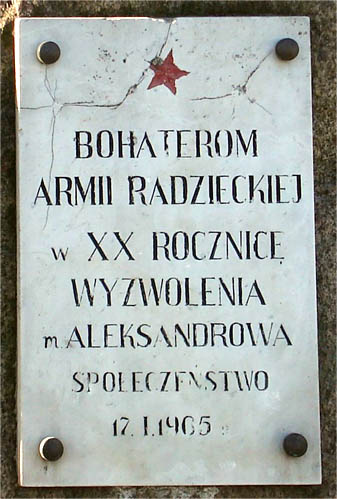 BOHATEROM
ARMII RADZIECKIEJ
w XX ROCZNICĘ
WYZWOLENIA
m. ALEKSANDROWA
SPOŁECZEŃSTWO
17. I. 1965